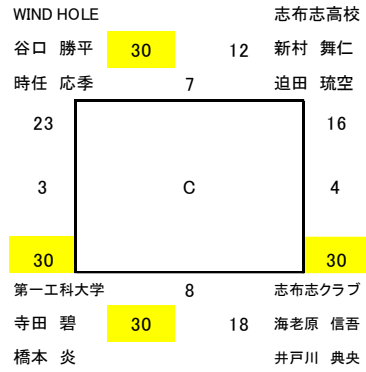 WIND HOLE 志布志高校
谷口 勝平 30 12 新村 舞仁
時任 応季 7 迫田 琉空
23 16
3 C 4
30 30
第一工科大学 8 志布志クラブ
寺田 碧 30 18 海老原 信吾
橋本 炎 井戸川 典央